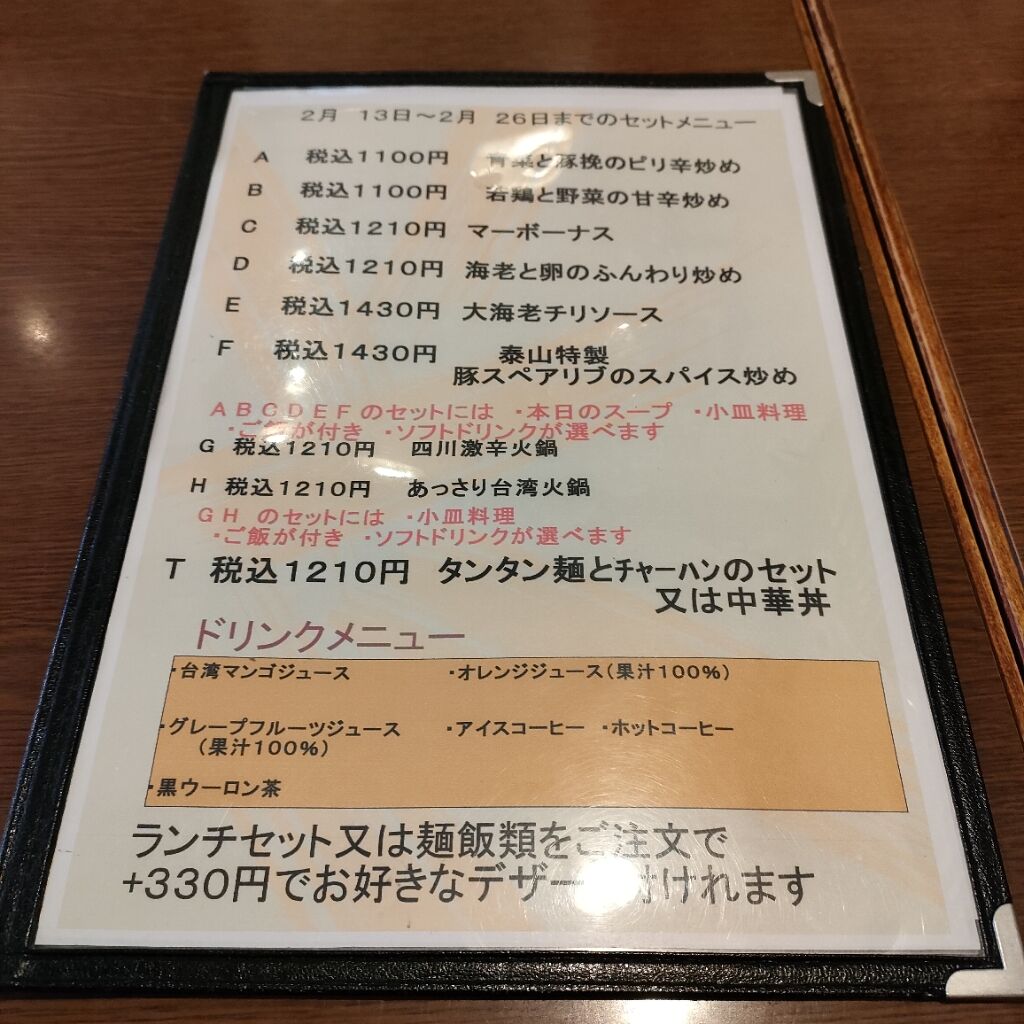 2月 13日～2月 26日までのセットメニュー
A 税込1100円 青菜と豚挽のピリ辛炒め
B 税込1100円 若鶏と野菜の甘辛炒め
C 税込1210円 マーボーナス
D 税込1210円 海老と卵のふんわり炒め
E 税込1430円 大海老チリソース
F 税込1430円 泰山特製
豚スペアリブのスパイス炒め
ABCDEFのセットには ・本日のスープ ・小皿料理
・ご飯が付き ・ソフトドリンクが選べます
G 税込1210円 四川激辛火鍋
H 税込1210円 あっさり台湾火鍋
GH のセットには ・小皿料理
・ご飯が付き ・ソフトドリンクが選べます
T 税込1210円 タンタン麺とチャーハンのセット
又は中華丼
ドリンクメニュー
・台湾マンゴジュース ・オレンジジュース(果汁100%)
・グレープフルーツジュース ・アイスコーヒー ・ホットコーヒー
(果汁100%)
・黒ウーロン茶
ランチセット又は麺飯類をご注文で
+330円でお好きなデザー 付けれます